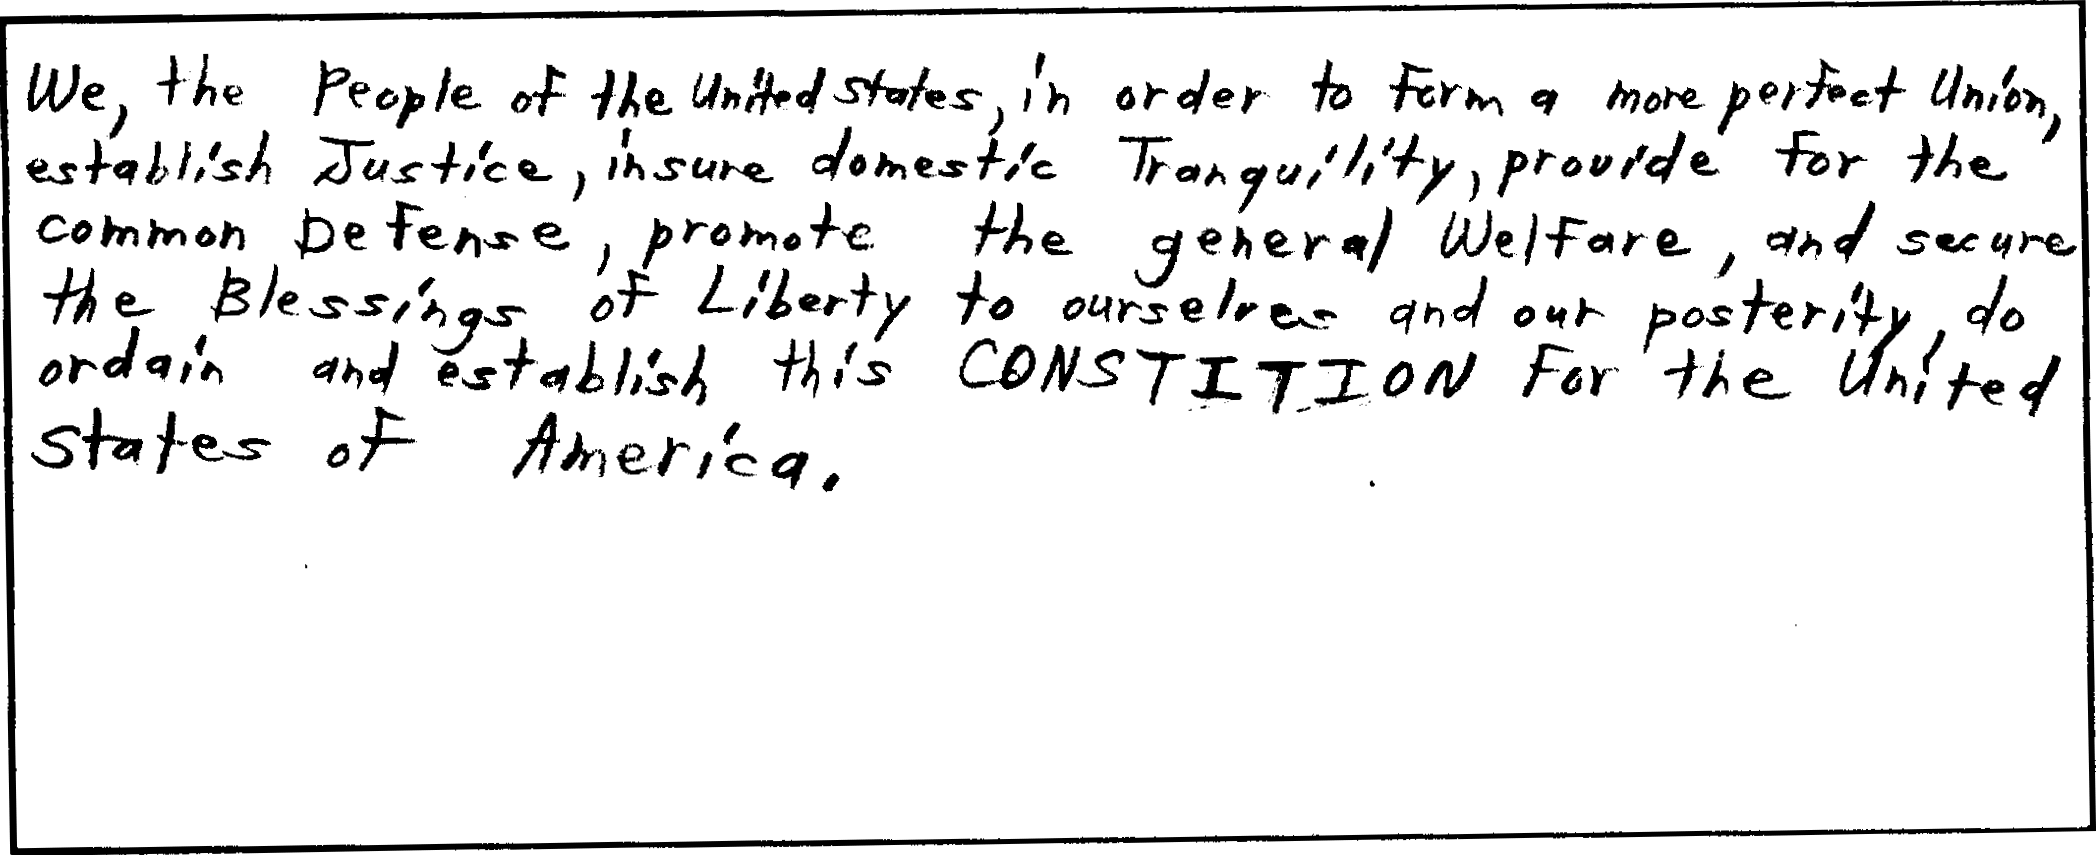 We, the People of the United States, in order to form a more perfect Union,
establish Justice, insure domestic Tranquility, provide for the
common Defense, promote the general Welfare, and secure
the Blessings of Liberty to ourselves and our posterity, do
ordain and establish this CONSTITION for the United
States of America.